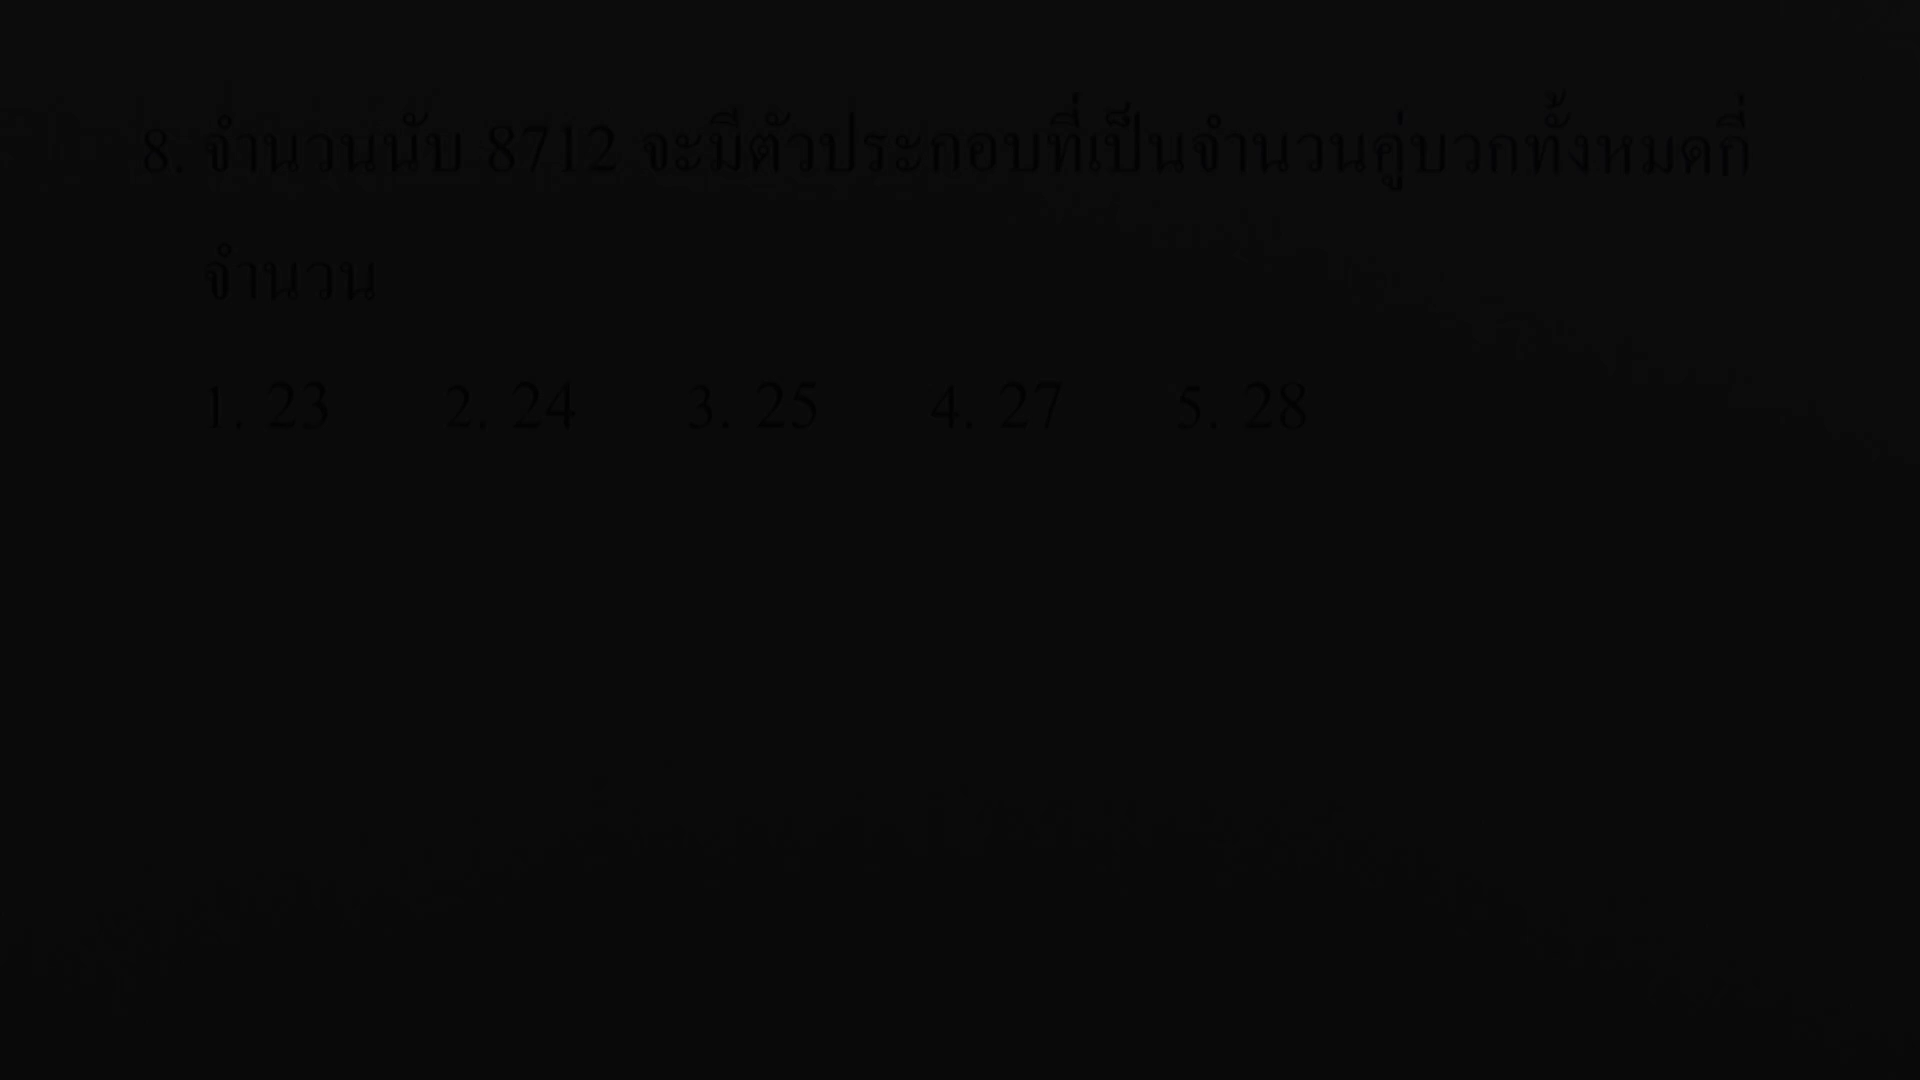 8. จำนวนนับ 8712 จะมีตัวประกอบที่เป็นจำนวนคู่บวกทั้งหมดกี่
จำนวน
1. 23 2. 24 3. 25 4. 27 5. 28